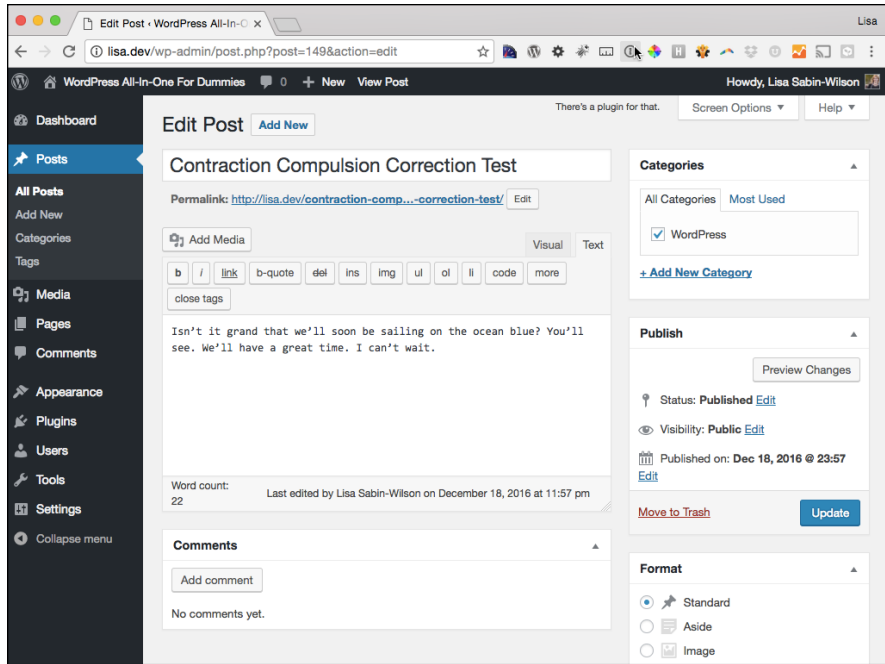 Edit Post ‹ WordPress All-In-O
Lisa
lisa.dev/wp-admin/post.php?post=149&action=edit
WordPress All-In-One For Dummies 0 + New View Post Howdy, Lisa Sabin-Wilson
There's a plugin for that. Screen Options ▼ Help ▼
Dashboard
Posts
All Posts
Add New
Categories
Tags
Media
Pages
Comments
Appearance
Plugins
Users
Tools
Settings
Collapse menu
Edit Post Add New
Contraction Compulsion Correction Test
Permalink: http://lisa.dev/contraction-comp...-correction-test/ Edit
Add Media
Visual Text
b i link b-quote del ins img ul ol li code more
close tags
Isn’t it grand that we’ll soon be sailing on the ocean blue? You’ll
see. We’ll have a great time. I can’t wait.
Word count:
22
Last edited by Lisa Sabin-Wilson on December 18, 2016 at 11:57 pm
Comments
Add comment
No comments yet.
Categories
All Categories Most Used
WordPress
+ Add New Category
Publish
Preview Changes
Status: Published Edit
Visibility: Public Edit
Published on: Dec 18, 2016 @ 23:57
Edit
Move to Trash Update
Format
Standard
Aside
Image